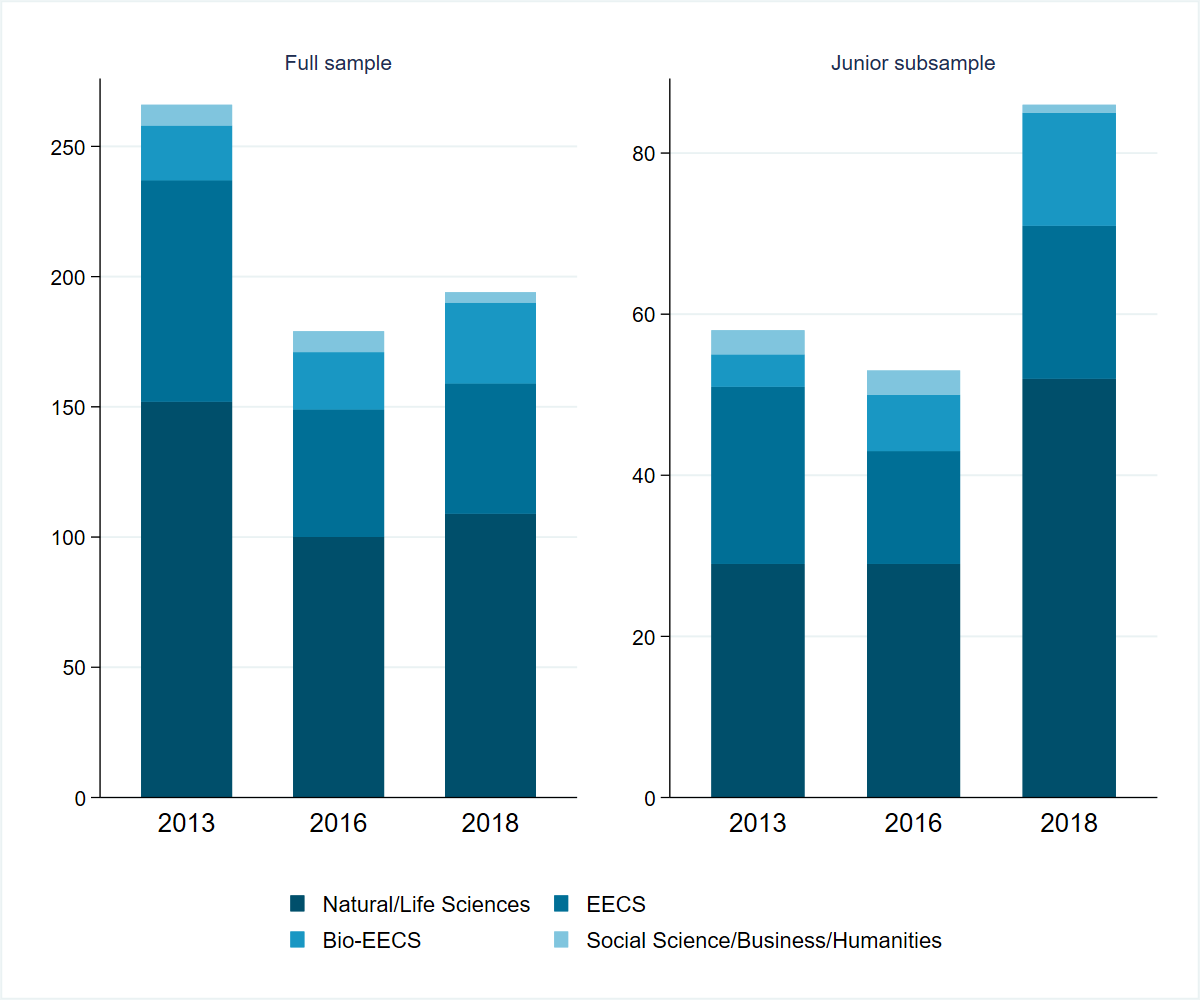 Full sample
250
200
150
100
50
0
2013 2016 2018
Junior subsample
80
60
40
20
0
2013 2016 2018
Natural/Life Sciences
EECS
Bio-EECS
Social Science/Business/Humanities